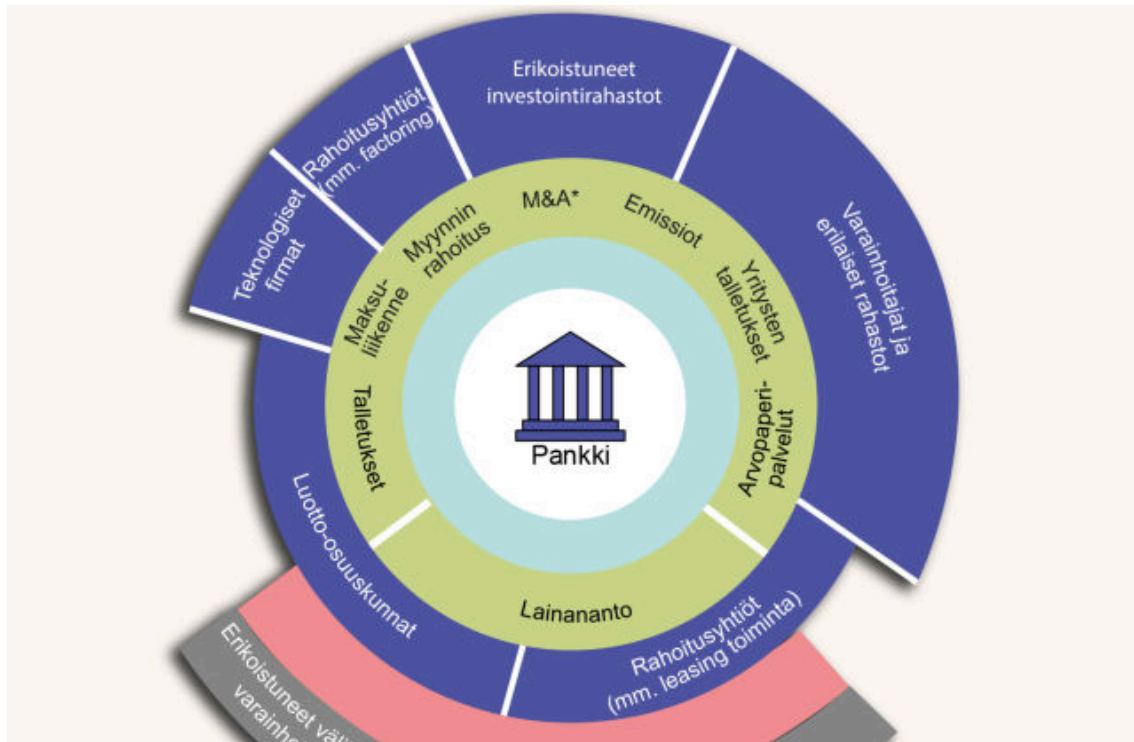 Erikoistuneet
investointirahastot
Rahoitusyhtiöt
(mm. factoring)
Teknologiset
firmat
Varainhoitajat ja
erilaiset rahastot
M&A*
Emissiot
Myynnin
rahoitus
Yritysten
talletukset
Maksu-
liikenne
Talletukset
Arvopaperi-
palvelut
Pankki
Lainananto
Luotto-osuuskunnat
Rahoitusyhtiöt
(mm. leasing toiminta)
Erikoistuneet